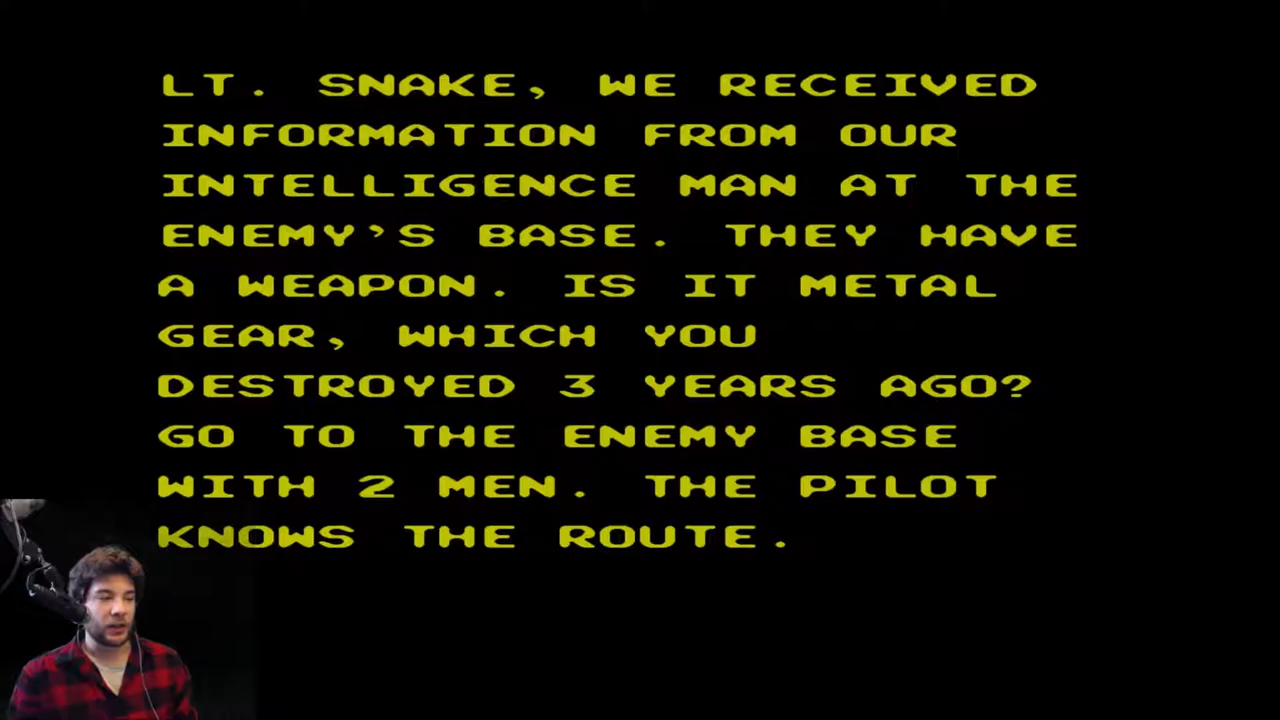 LT. SNAKE, WE RECEIVED
INFORMATION FROM OUR
INTELLIGENCE MAN AT THE
ENEMY'S BASE. THEY HAVE
A WEAPON. IS IT METAL
GEAR, WHICH YOU
DESTROYED 3 YEARS AGO?
GO TO THE ENEMY BASE
WITH 2 MEN. THE PILOT
KNOWS THE ROUTE.